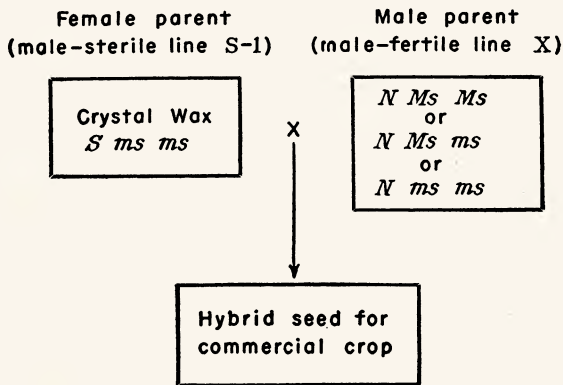 Female parent
(male-sterile line S-1)
Male parent
(male-fertile line X)
Crystal Wax
S ms ms
X
N Ms Ms
or
N Ms ms
or
N ms ms
Hybrid seed for
commercial crop